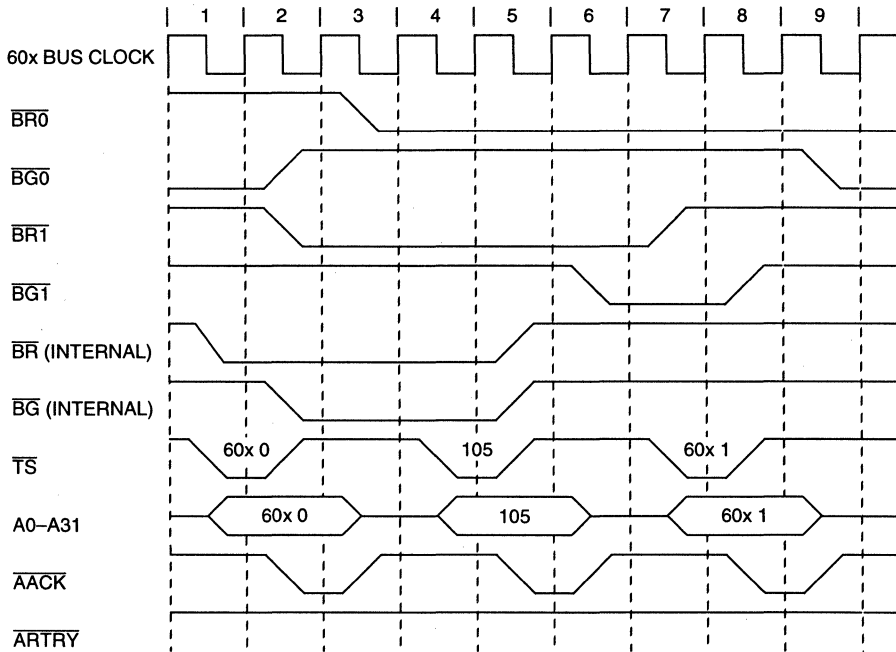 1 2 3 4 5 6 7 8 9
60x BUS CLOCK
BR0
BG0
BR1
BG1
BR (INTERNAL)
BG (INTERNAL)
60x 0 105 60x 1
TS
60x 0 105 60x 1
A0–A31
AACK
ARTRY